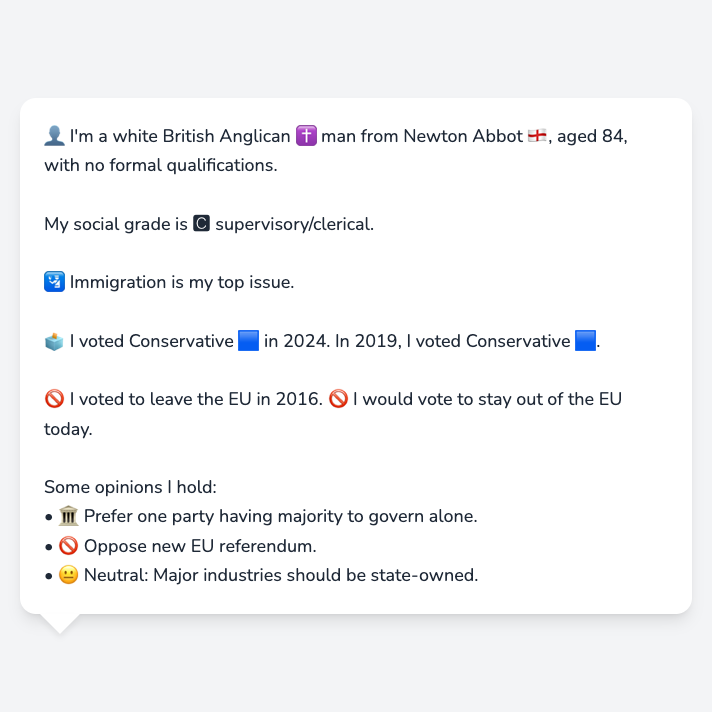 👤 I'm a white British Anglican ✝️ man from Newton Abbot 🏴󠁧󠁢󠁥󠁮󠁧󠁿, aged 84,
with no formal qualifications.
My social grade is 🅲 supervisory/clerical.
🛂 Immigration is my top issue.
🗳️ I voted Conservative 🟦 in 2024. In 2019, I voted Conservative 🟦.
🚫 I voted to leave the EU in 2016. 🚫 I would vote to stay out of the EU
today.
Some opinions I hold:
• 🏛️ Prefer one party having majority to govern alone.
• 🚫 Oppose new EU referendum.
• 😐 Neutral: Major industries should be state-owned.